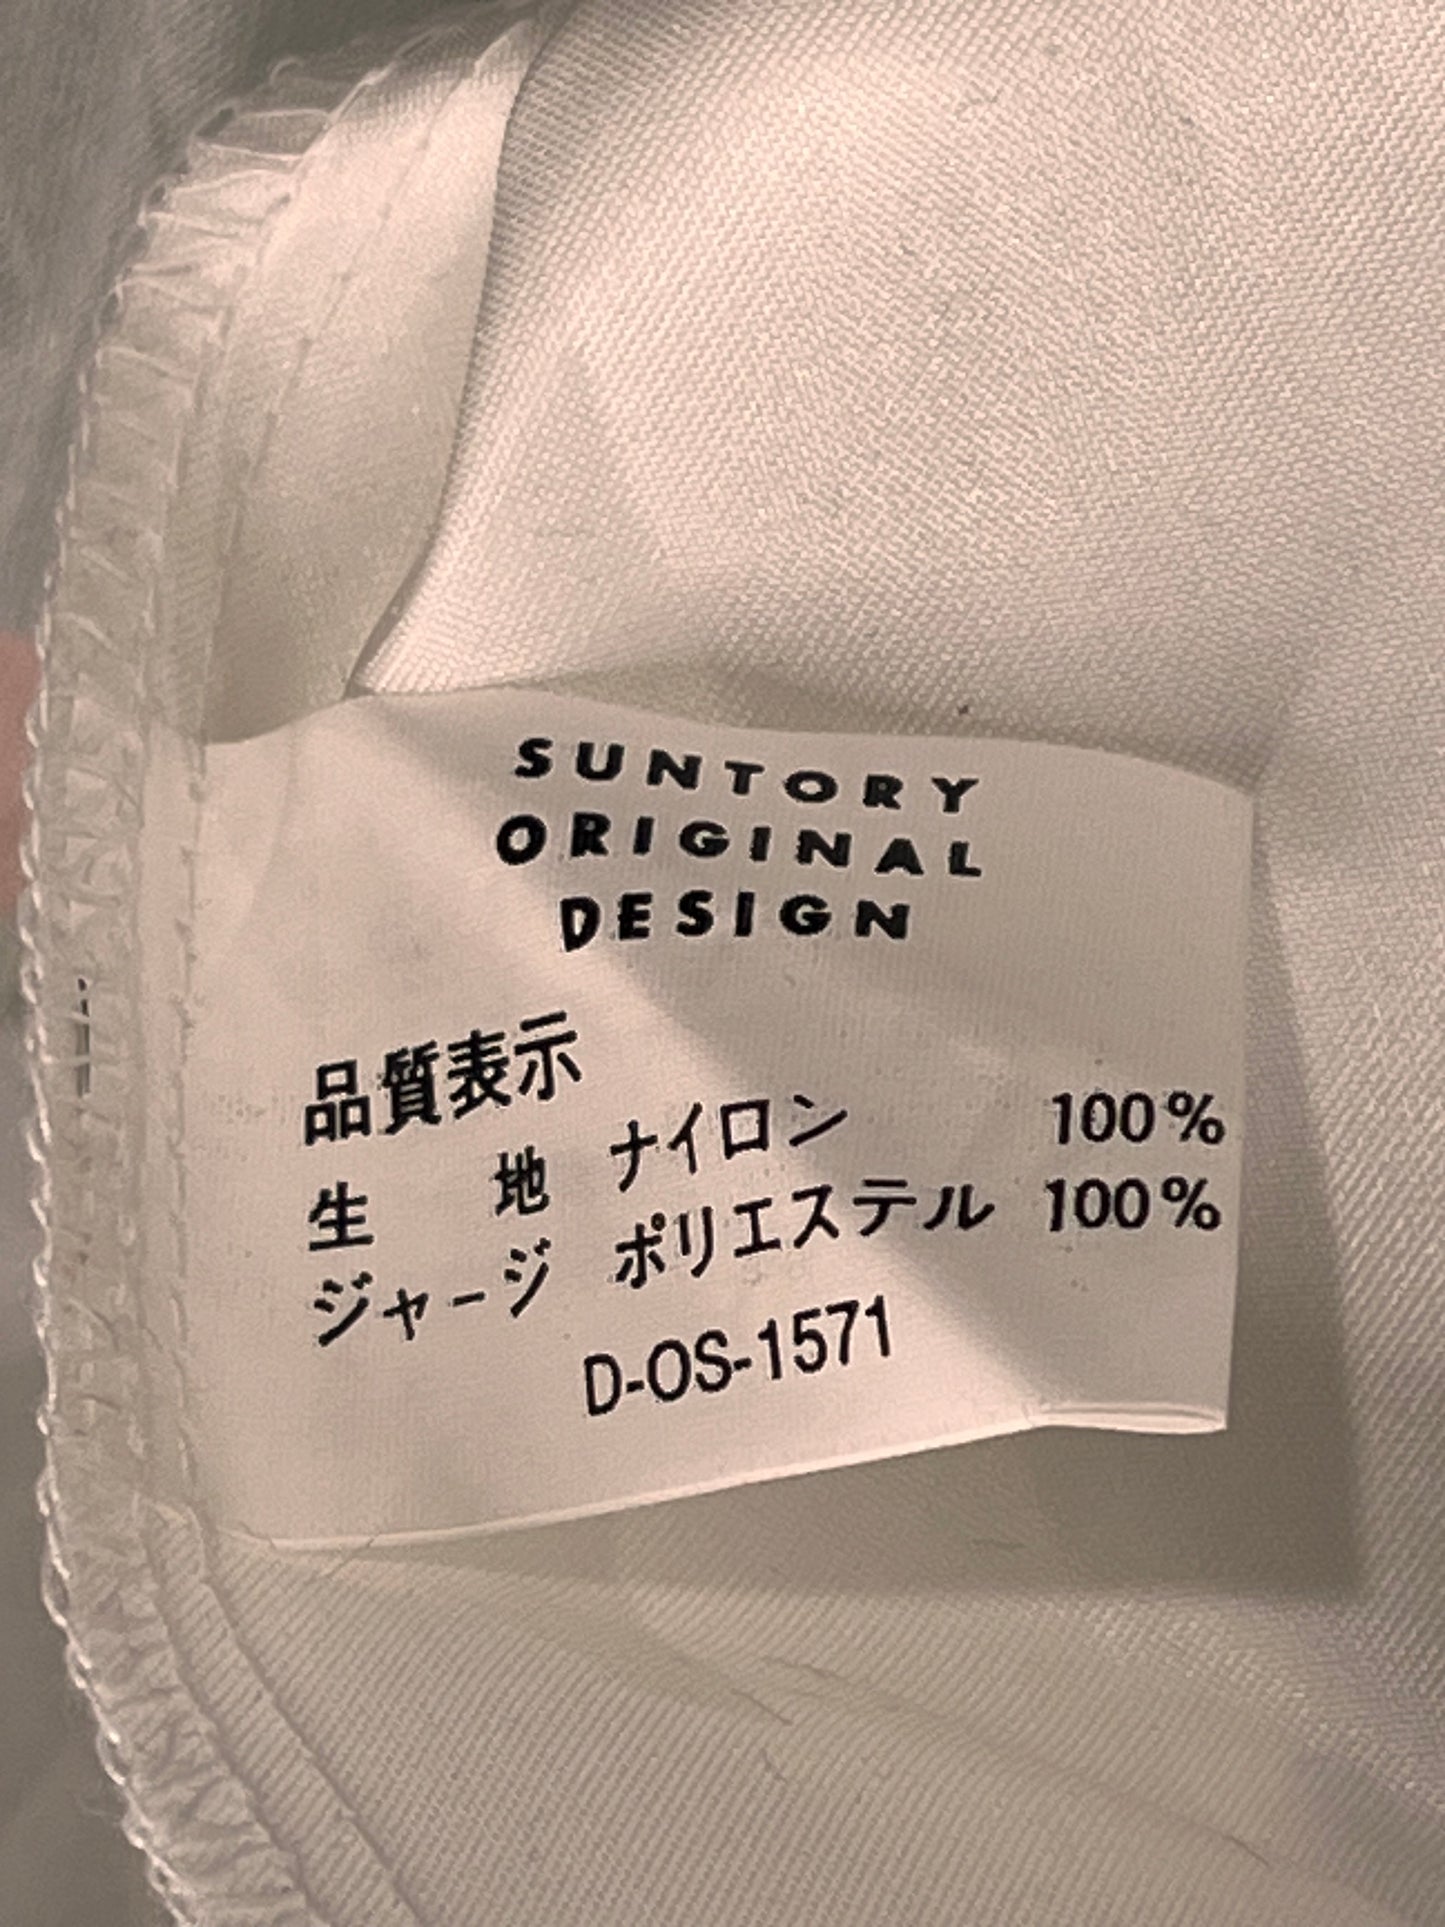 SUNTORY
ORIGINAL
DESIGN
品質表示
生 地 ナイロン 100%
ジャージ ポリエステル 100%
D-OS-1571